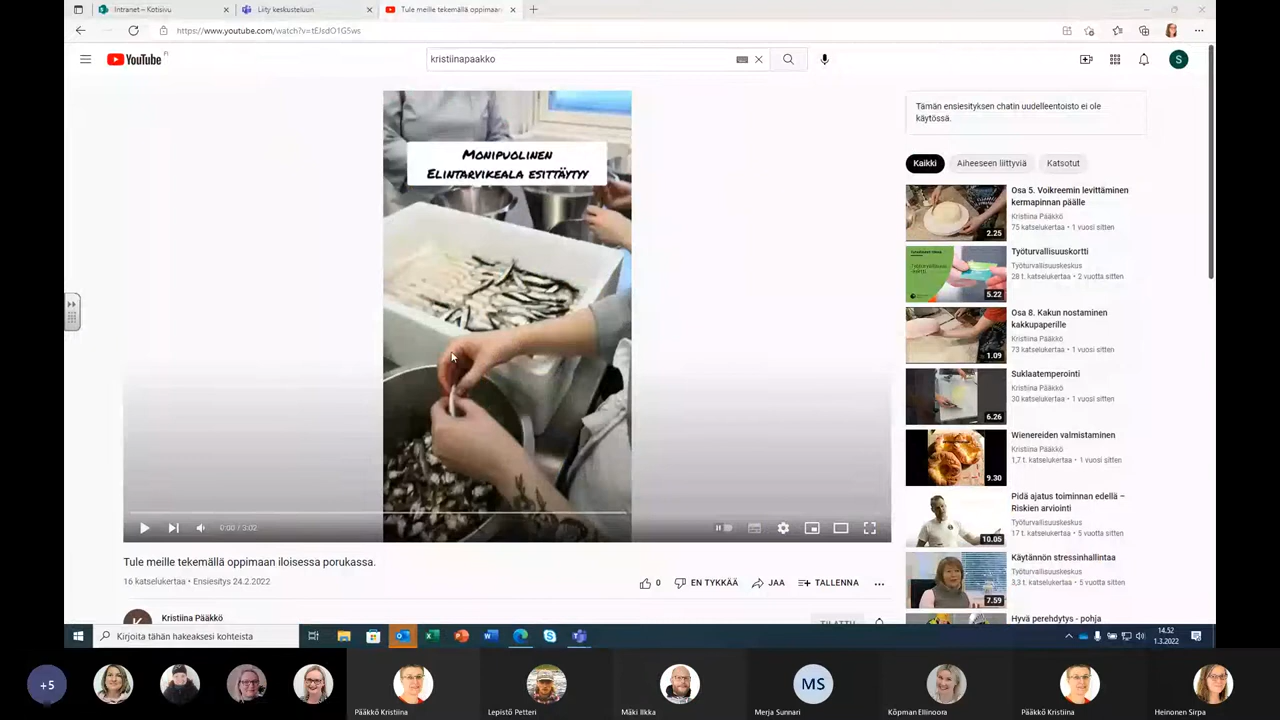 Intranet – Kotisivu
Liity keskusteluun
Tule meille tekemällä oppimaan
https://www.youtube.com/watch?v=tEJsdO1G5ws
YouTube FI
kristiinapaakko
S
Monipuolinen
Elintarvikeala esittäytyy
0:00 / 3:02
Tule meille tekemällä oppimaan iloisessa porukassa.
16 katselukertaa • Ensiesitys 24.2.2022
0
EN TYKKÄÄ
JAA
TALLENNA
Kristiina Pääkkö
TILATTU
Tämän ensiesityksen chatin uudelleentoisto ei ole
käytössä.
Kaikki
Aiheeseen liittyviä
Katsotut
Osa 5. Voikreemin levittäminen
kermapinnan päälle
Kristiina Pääkkö
75 katselukertaa • 1 vuosi sitten
2.25
Työturvallisuuskortti
Työturvallisuuskeskus
28 t. katselukertaa • 2 vuotta sitten
5.22
Osa 8. Kakun nostaminen
kakkupaperille
Kristiina Pääkkö
73 katselukertaa • 1 vuosi sitten
1.09
Suklaatemperointi
Kristiina Pääkkö
30 katselukertaa • 1 vuosi sitten
6.26
Wienereiden valmistaminen
Kristiina Pääkkö
1,7 t. katselukertaa • 1 vuosi sitten
9.30
Pidä ajatus toiminnan edellä –
Riskien arviointi
Työturvallisuuskeskus
17 t. katselukertaa • 5 vuotta sitten
10.05
Käytännön stressinhallintaa
Työturvallisuuskeskus
3,3 t. katselukertaa • 5 vuotta sitten
7.59
Hyvä perehdytys - pohja
Kirjoita tähän hakeaksesi kohteista
14.52
1.3.2022
+5
Pääkkö Kristiina
Lepistö Petteri
Mäki Ilkka
MS
Merja Sunnari
Köpman Ellinoora
Pääkkö Kristiina
Heinonen Sirpa